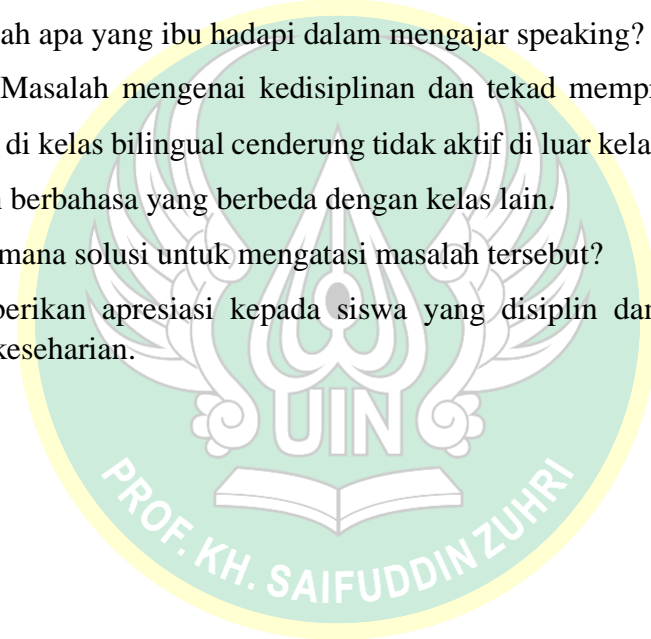 ah apa yang ibu hadapi dalam mengajar speaking?
Masalah mengenai kedisiplinan dan tekad mempr
di kelas bilingual cenderung tidak aktif di luar kela
berbahasa yang berbeda dengan kelas lain.
mana solusi untuk mengatasi masalah tersebut?
perikan apresiasi kepada siswa yang disiplin dan
keseharian.
UIN
PROF. KH. SAIFUDDIN ZUHRI